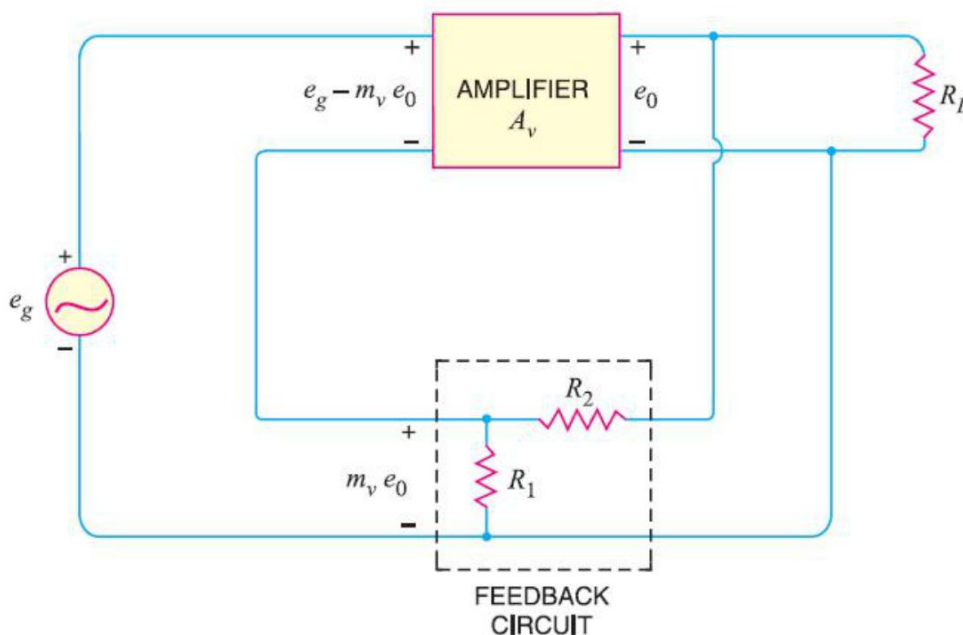 +
+
e_g – m_v e_0
AMPLIFIER
A_v
e_0
R_L
–
–
+
e_g
–
R_2
+
m_v e_0
R_1
–
FEEDBACK
CIRCUIT